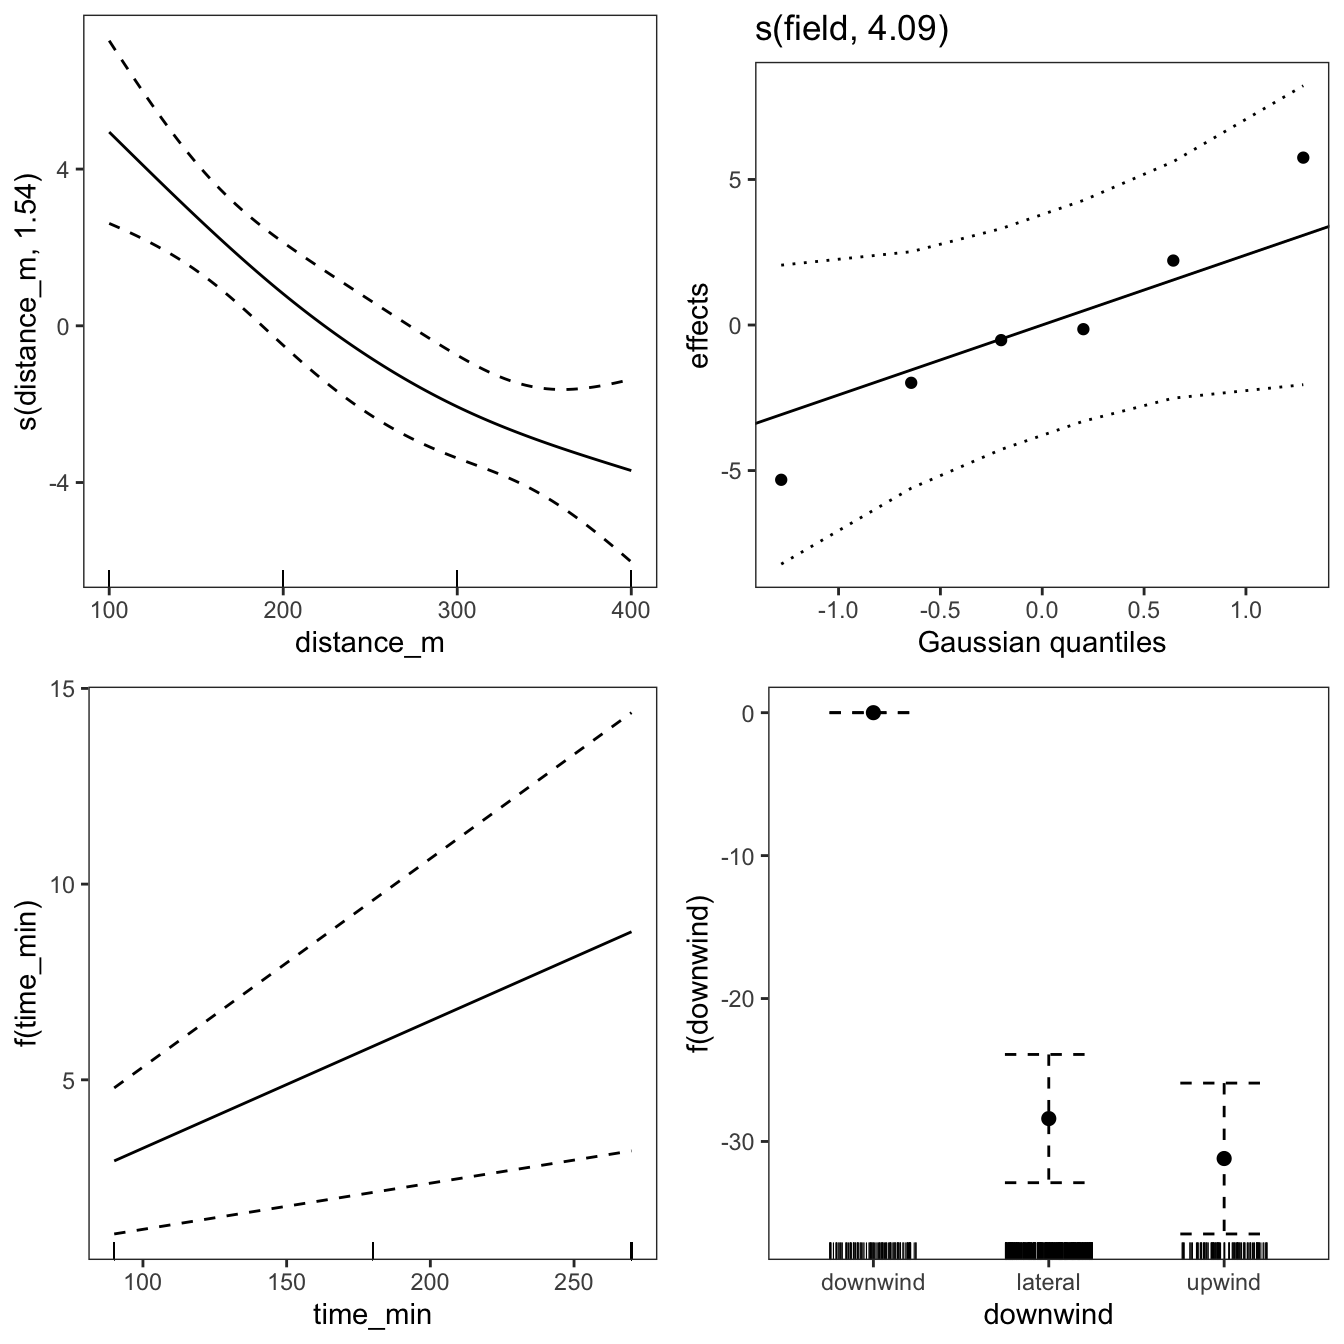 s(distance_m, 1.54)
4
0
-4
100 200 300 400
distance_m
s(field, 4.09)
effects
5
0
-5
-1.0 -0.5 0.0 0.5 1.0
Gaussian quantiles
f(time_min)
15
10
5
100 150 200 250
time_min
f(downwind)
0
-10
-20
-30
downwind lateral upwind
downwind